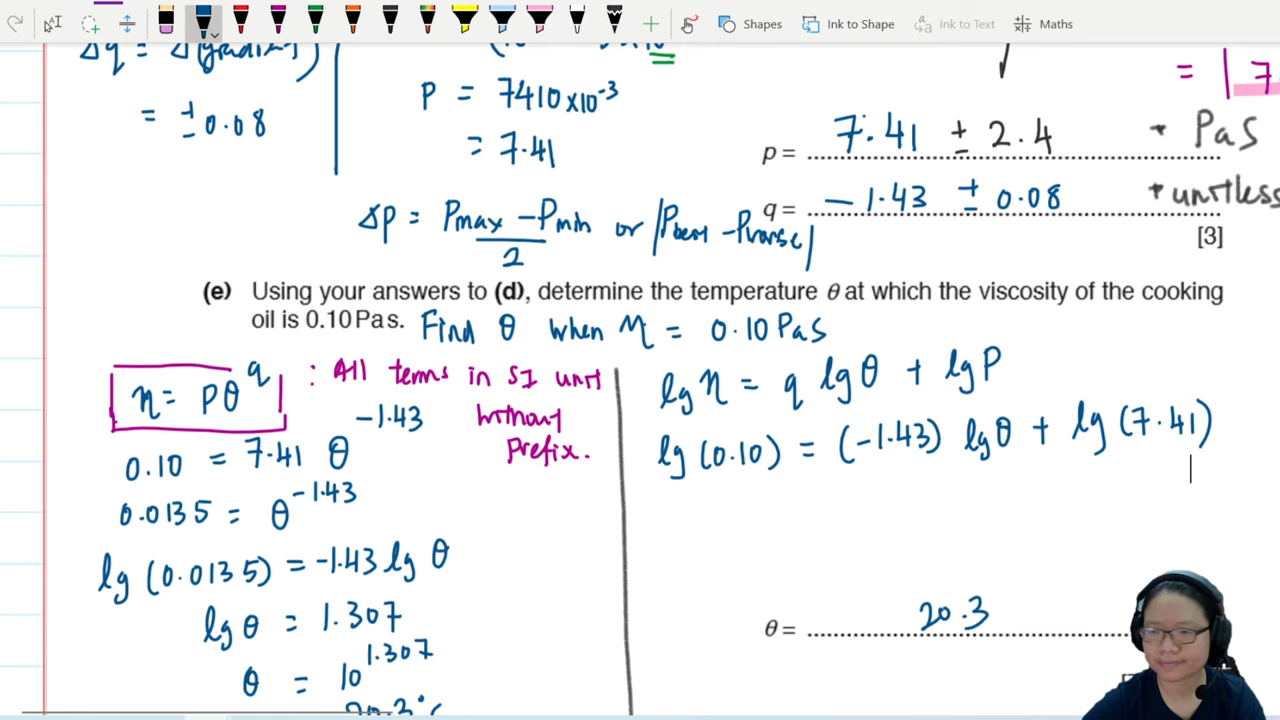 Shapes Ink to Shape Ink to Text Maths
Δq = Δ(gradient)
= ± 0.08
P = 7410 x 10^-3
= 7.41
= | 7.
p = 7.41 ± 2.4 * Pas
q = -1.43 ± 0.08 * unitless
[3]
Δp = Pmax - Pmin / 2 or |Pbest - Pworse|
(e) Using your answers to (d), determine the temperature θ at which the viscosity of the cooking
oil is 0.10 Pa s. Find θ when η = 0.10 Pas
η = Pθ^q : All terms in SI unit
without
prefix.
0.10 = 7.41 θ^-1.43
0.0135 = θ^-1.43
lg (0.0135) = -1.43 lg θ
lg θ = 1.307
θ = 10^1.307
20.3°c
lg η = q lg θ + lg P
lg (0.10) = (-1.43) lg θ + lg (7.41)
θ = 20.3